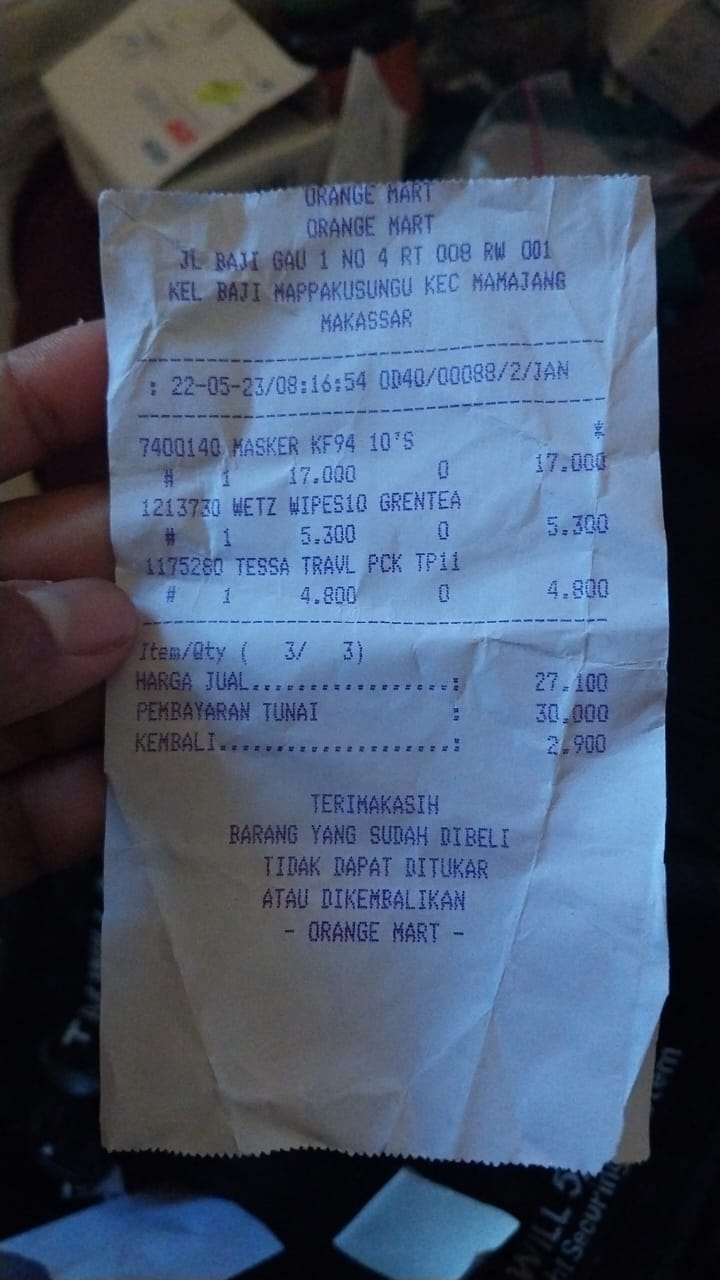 ORANGE MART
ORANGE MART
JL BAJI GAU 1 NO 4 RT 008 RW 001
KEL BAJI MAPPAKUSUNGU KEC MAMAJANG
MAKASSAR
: 22-05-23/08:16:54 0D40/00088/2/JAN
*
7400140 MASKER KF94 10'S
# 1 17.000 0 17.000
1213730 WETZ WIPES10 GRENTEA
# 1 5.300 0 5.300
1175280 TESSA TRAVL PCK TP11
# 1 4.800 0 4.800
Item/Qty ( 3/ 3)
HARGA JUAL..................: 27.100
PEMBAYARAN TUNAI : 30.000
KEMBALI.....................: 2.900
TERIMAKASIH
BARANG YANG SUDAH DIBELI
TIDAK DAPAT DITUKAR
ATAU DIKEMBALIKAN
- ORANGE MART -
WILL